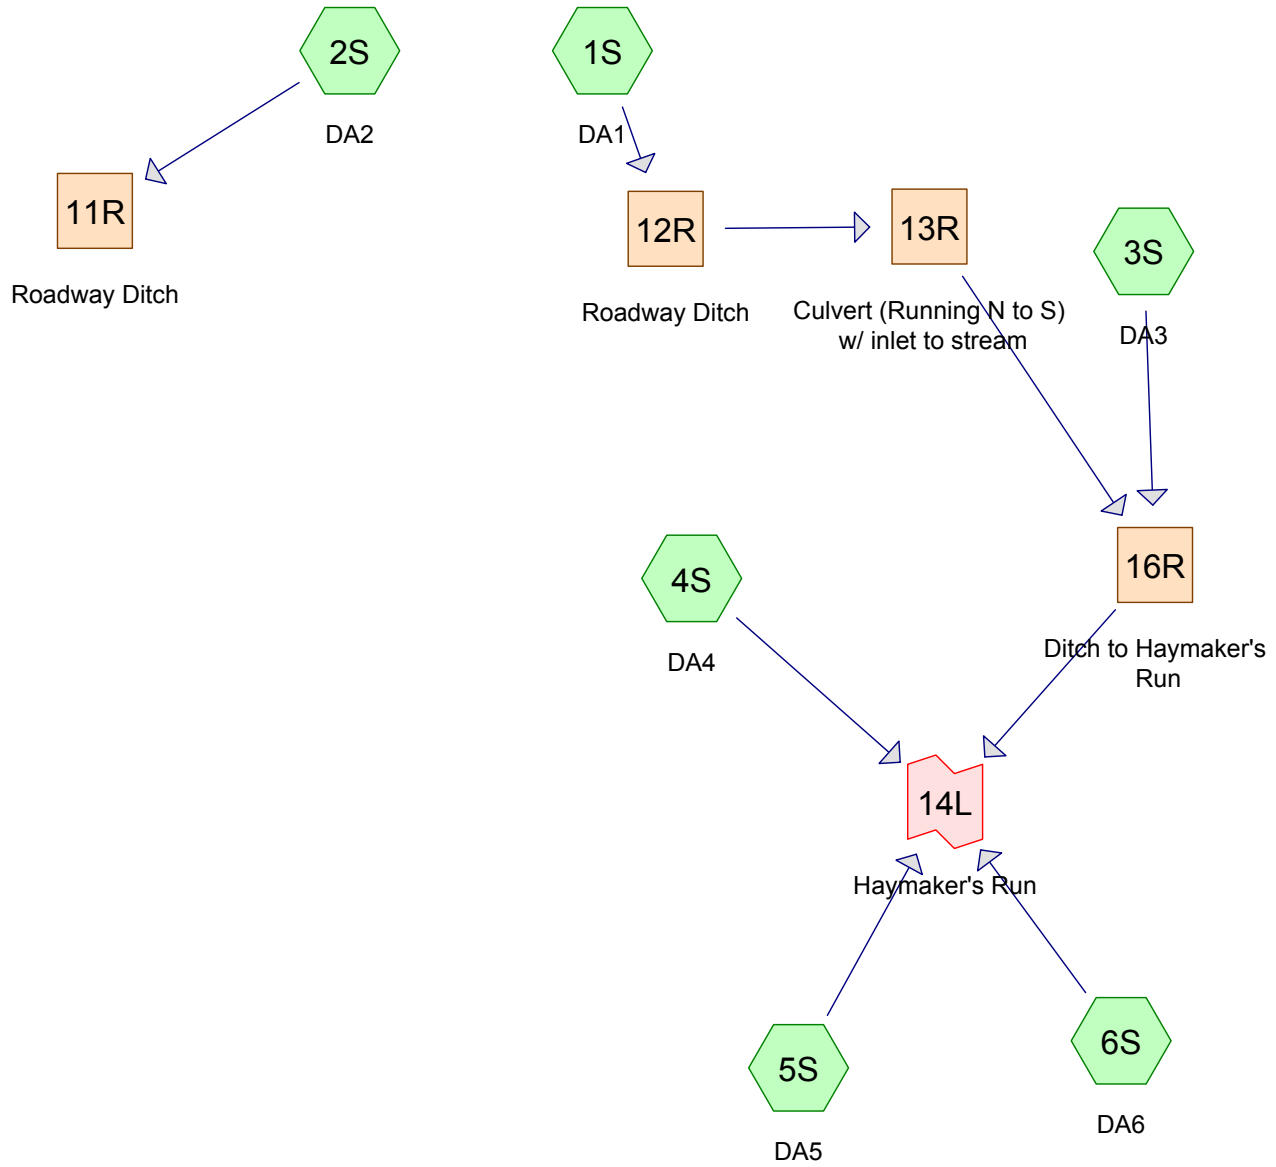 2S
DA2
1S
DA1
11R
Roadway Ditch
12R
Roadway Ditch
13R
Culvert (Running N to S)
w/ inlet to stream
3S
DA3
4S
DA4
16R
Ditch to Haymaker's
Run
14L
Haymaker's Run
5S
DA5
6S
DA6